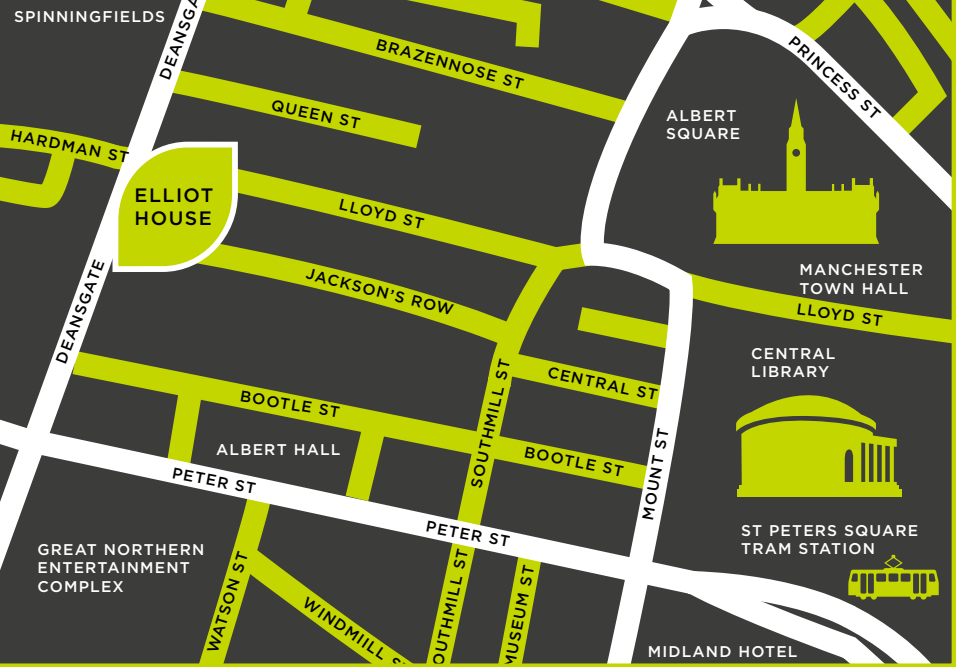 SPINNINGFIELDS
DEANSGA
BRAZENNOSE ST
PRINCESS ST
QUEEN ST
ALBERT
SQUARE
HARDMAN ST
ELLIOT
HOUSE
LLOYD ST
MANCHESTER
TOWN HALL
JACKSON'S ROW
LLOYD ST
DEANSGATE
CENTRAL
LIBRARY
CENTRAL ST
BOOTLE ST
SOUTHMILL ST
ALBERT HALL
BOOTLE ST
MOUNT ST
PETER ST
PETER ST
ST PETERS SQUARE
TRAM STATION
GREAT NORTHERN
ENTERTAINMENT
COMPLEX
WATSON ST
WINDMIILL S
OUTHMILL ST
MUSEUM ST
MIDLAND HOTEL